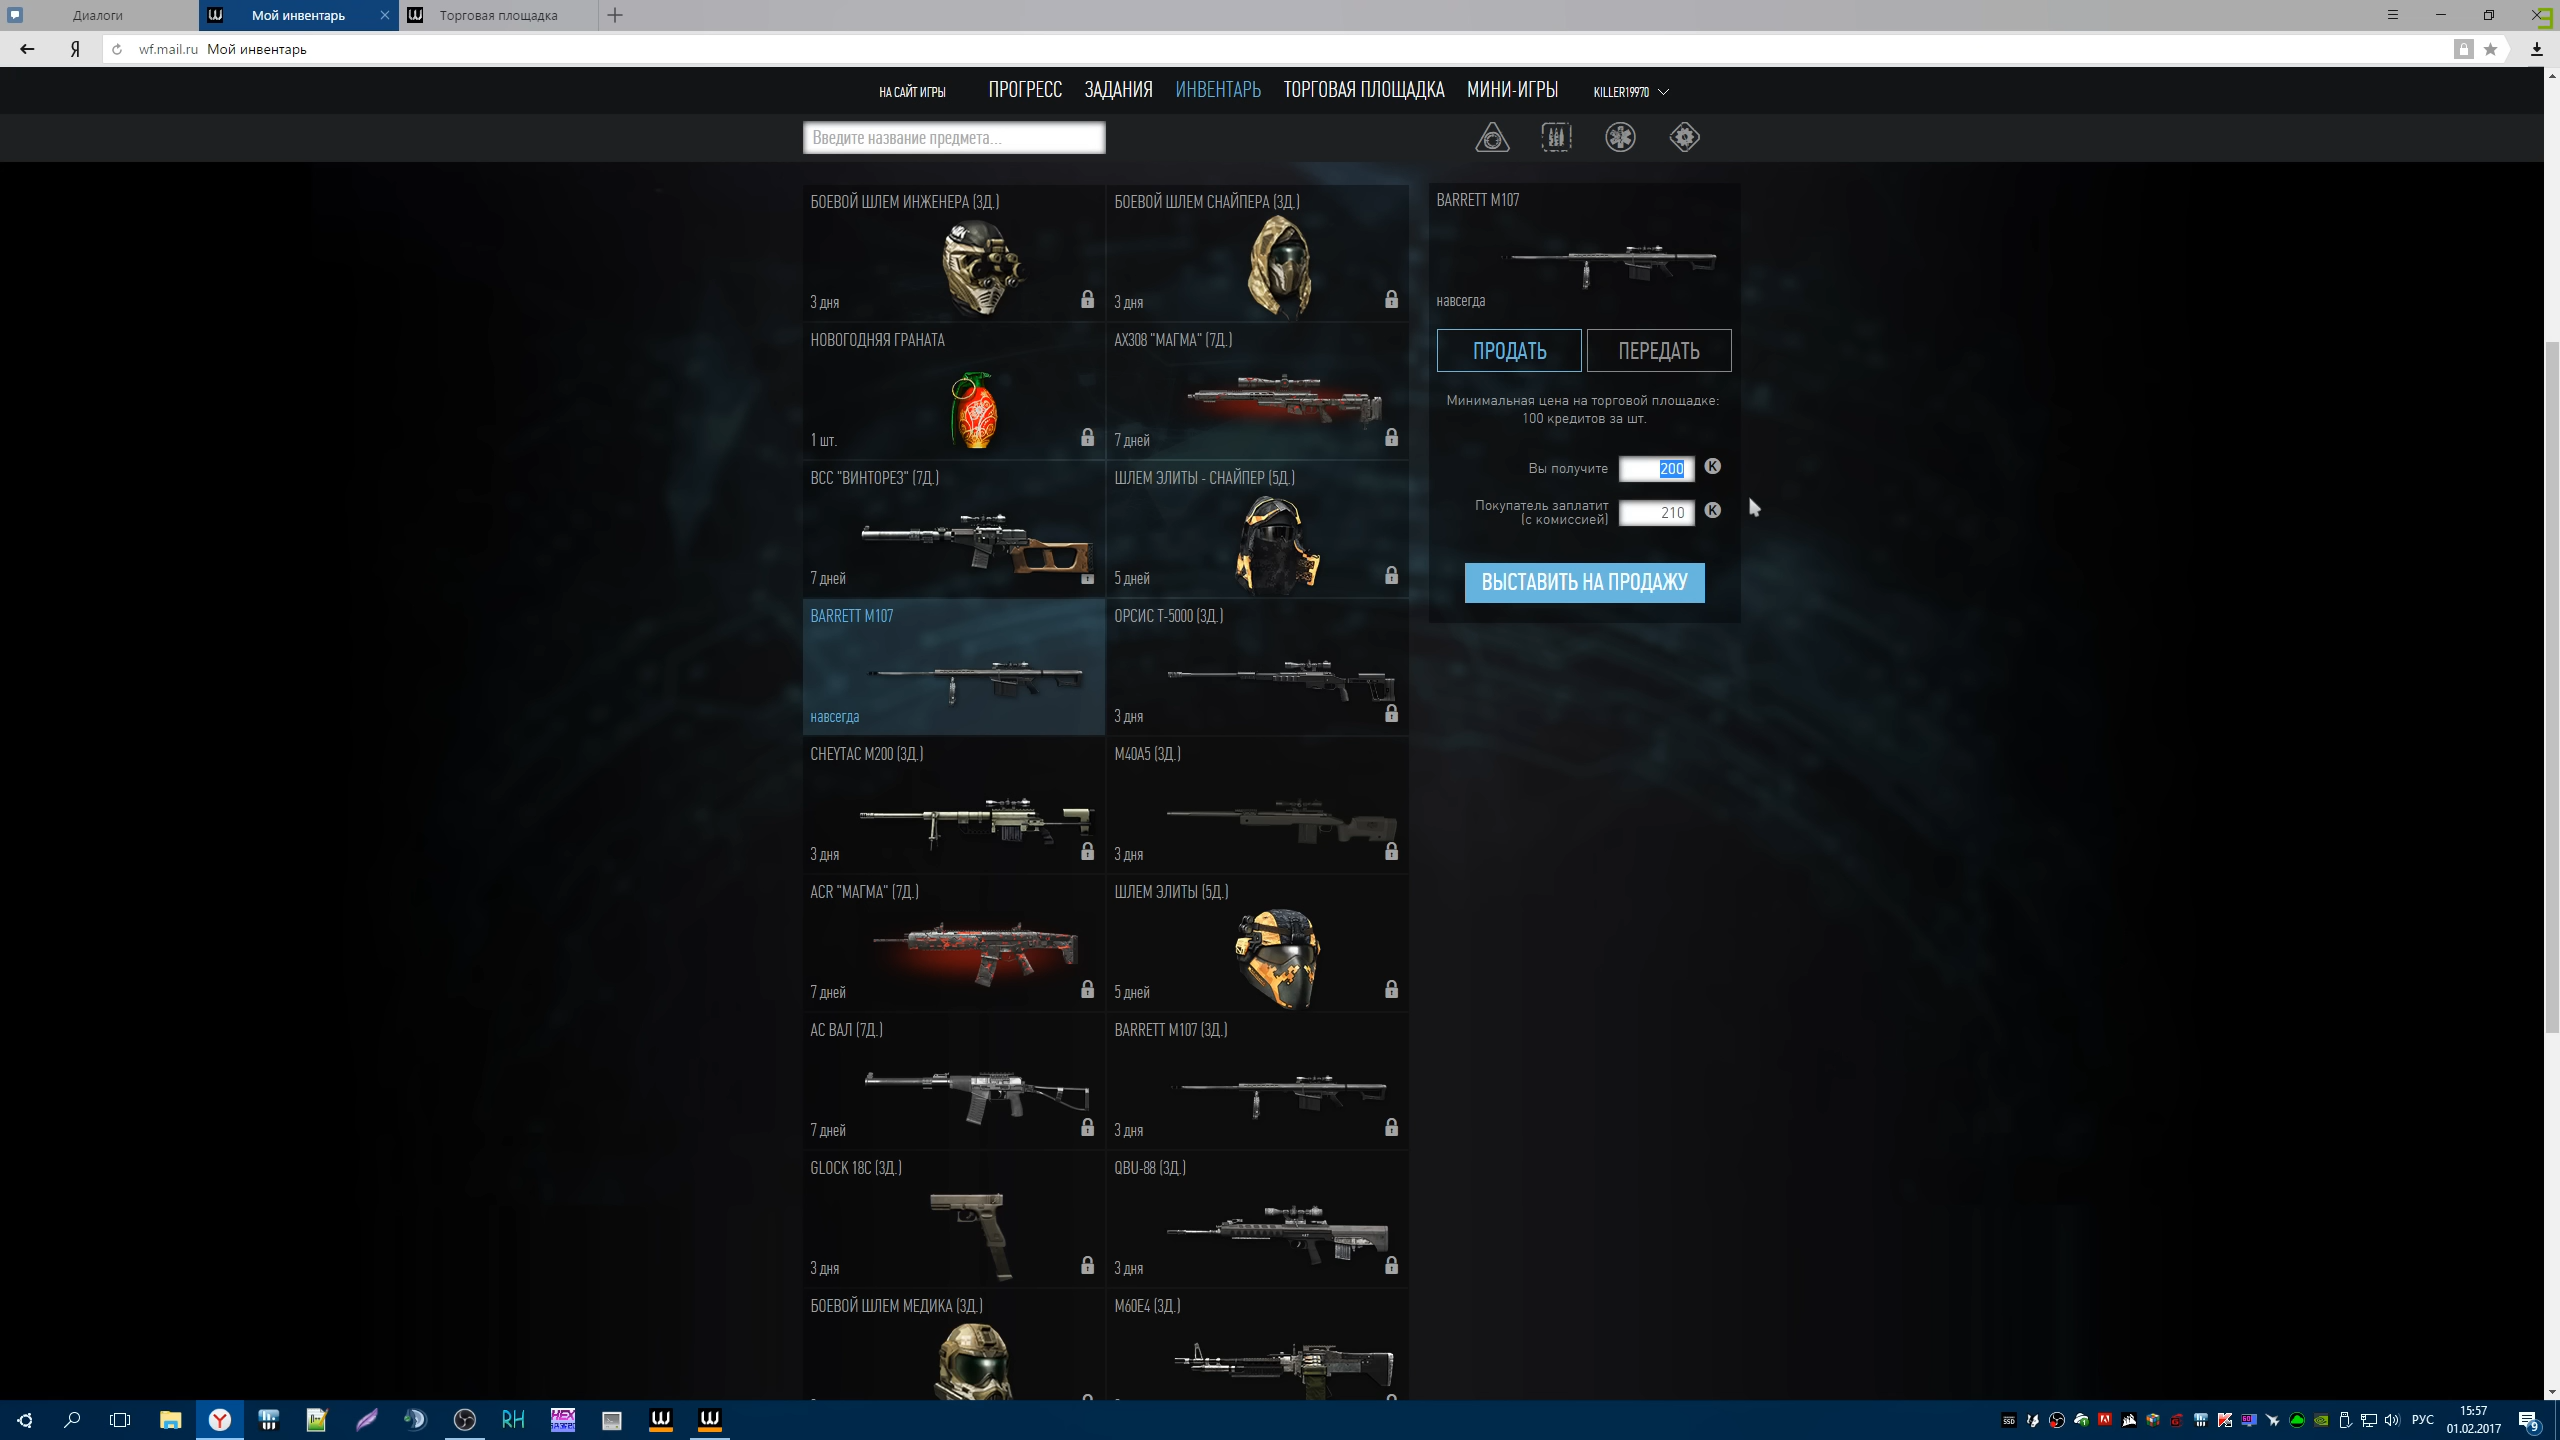 Диалоги
Мой инвентарь
Торговая площадка
wf.mail.ru Мой инвентарь
НА САЙТ ИГРЫ
ПРОГРЕСС
ЗАДАНИЯ
ИНВЕНТАРЬ
ТОРГОВАЯ ПЛОЩАДКА
МИНИ-ИГРЫ
KILLER19970
Введите название предмета...
БОЕВОЙ ШЛЕМ ИНЖЕНЕРА (3Д.)
3 дня
БОЕВОЙ ШЛЕМ СНАЙПЕРА (3Д.)
3 дня
НОВОГОДНЯЯ ГРАНАТА
1 шт.
AX308 "МАГМА" (7Д.)
7 дней
ВСС "ВИНТОРЕЗ" (7Д.)
7 дней
ШЛЕМ ЭЛИТЫ - СНАЙПЕР (5Д.)
5 дней
BARRETT M107
навсегда
ОРСИС Т-5000 (3Д.)
3 дня
CHEYTAC M200 (3Д.)
3 дня
M40A5 (3Д.)
3 дня
ACR "МАГМА" (7Д.)
7 дней
ШЛЕМ ЭЛИТЫ (5Д.)
5 дней
АС ВАЛ (7Д.)
7 дней
BARRETT M107 (3Д.)
3 дня
GLOCK 18C (3Д.)
3 дня
QBU-88 (3Д.)
3 дня
БОЕВОЙ ШЛЕМ МЕДИКА (3Д.)
M60E4 (3Д.)
BARRETT M107
навсегда
ПРОДАТЬ
ПЕРЕДАТЬ
Минимальная цена на торговой площадке:
100 кредитов за шт.
Вы получите
200
K
Покупатель заплатит
(с комиссией)
210
K
ВЫСТАВИТЬ НА ПРОДАЖУ
RH
HEX
РУС
15:57
01.02.2017
9